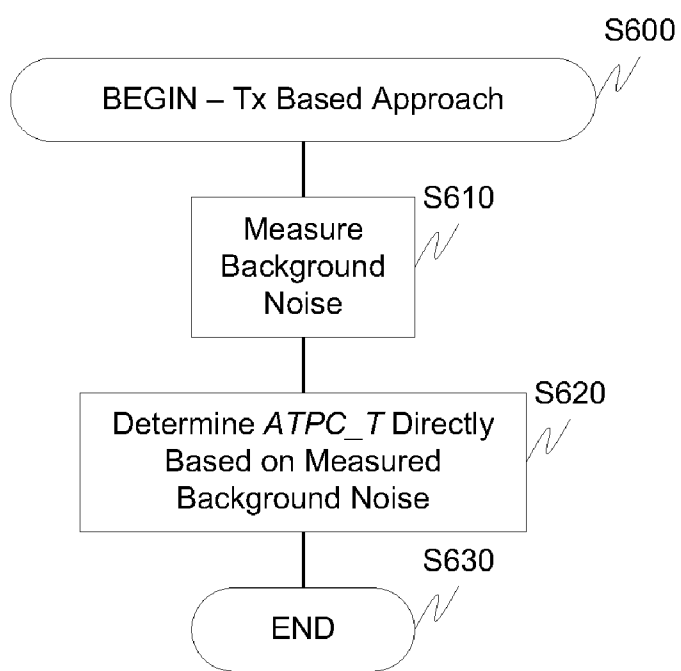 S600
BEGIN – Tx Based Approach
S610
Measure
Background
Noise
S620
Determine ATPC_T Directly
Based on Measured
Background Noise
S630
END